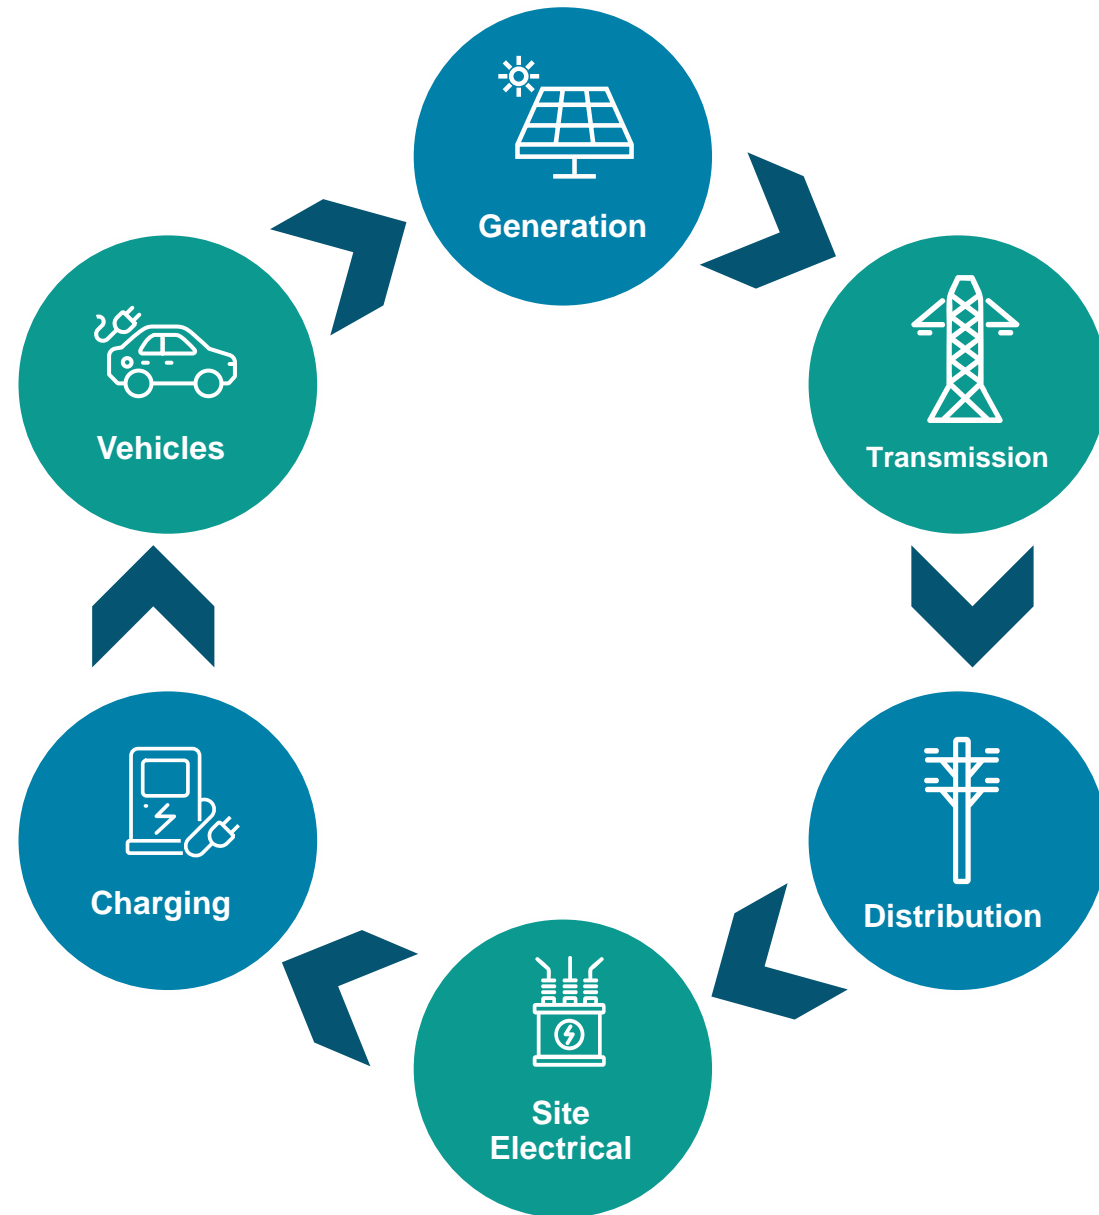 Generation
Transmission
Distribution
Site
Electrical
Charging
Vehicles